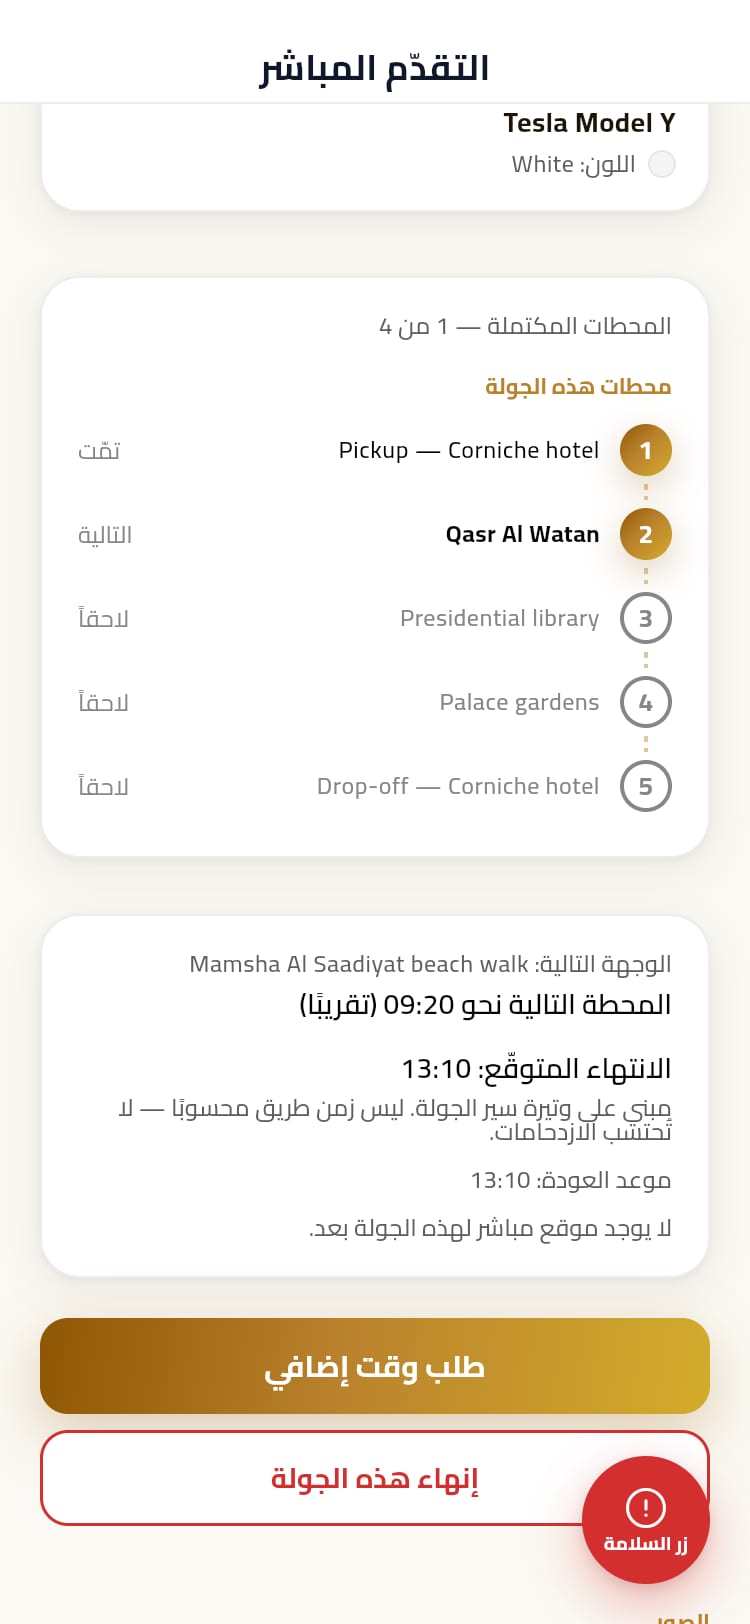 التقدّم المباشر
Tesla Model Y
اللون: White
المحطات المكتملة — 1 من 4
محطات هذه الجولة
1 Pickup — Corniche hotel تمّت
2 Qasr Al Watan التالية
3 Presidential library لاحقاً
4 Palace gardens لاحقاً
5 Drop-off — Corniche hotel لاحقاً
الوجهة التالية: Mamsha Al Saadiyat beach walk
المحطة التالية نحو 09:20 (تقريبًا)
الانتهاء المتوقّع: 13:10
مبنى على وتيرة سير الجولة. ليس زمن طريق محسوبًا — لا
تُحتسب الازدحامات.
موعد العودة: 13:10
لا يوجد موقع مباشر لهذه الجولة بعد.
طلب وقت إضافي
إنهاء هذه الجولة
زر السلامة